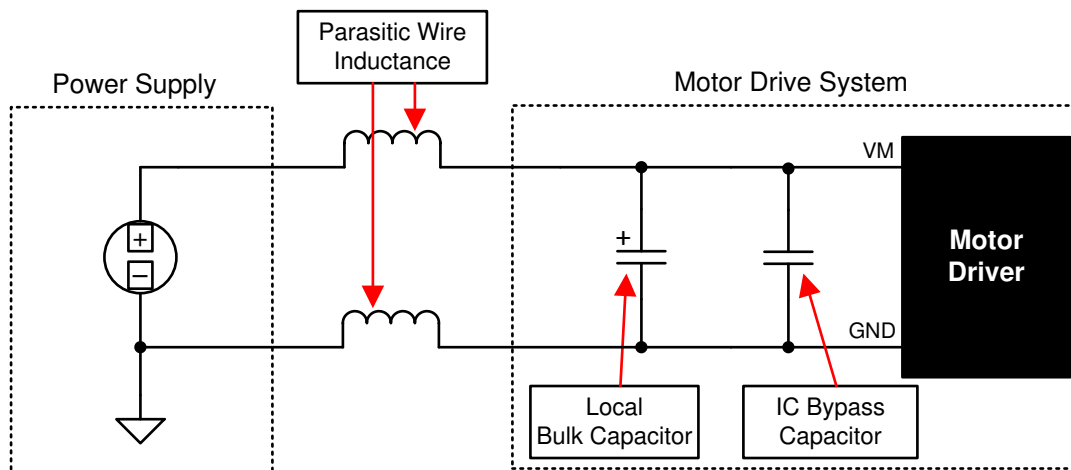 Parasitic Wire
Inductance
Power Supply
Motor Drive System
VM
+
−
+
Motor
Driver
GND
Local
Bulk Capacitor
IC Bypass
Capacitor